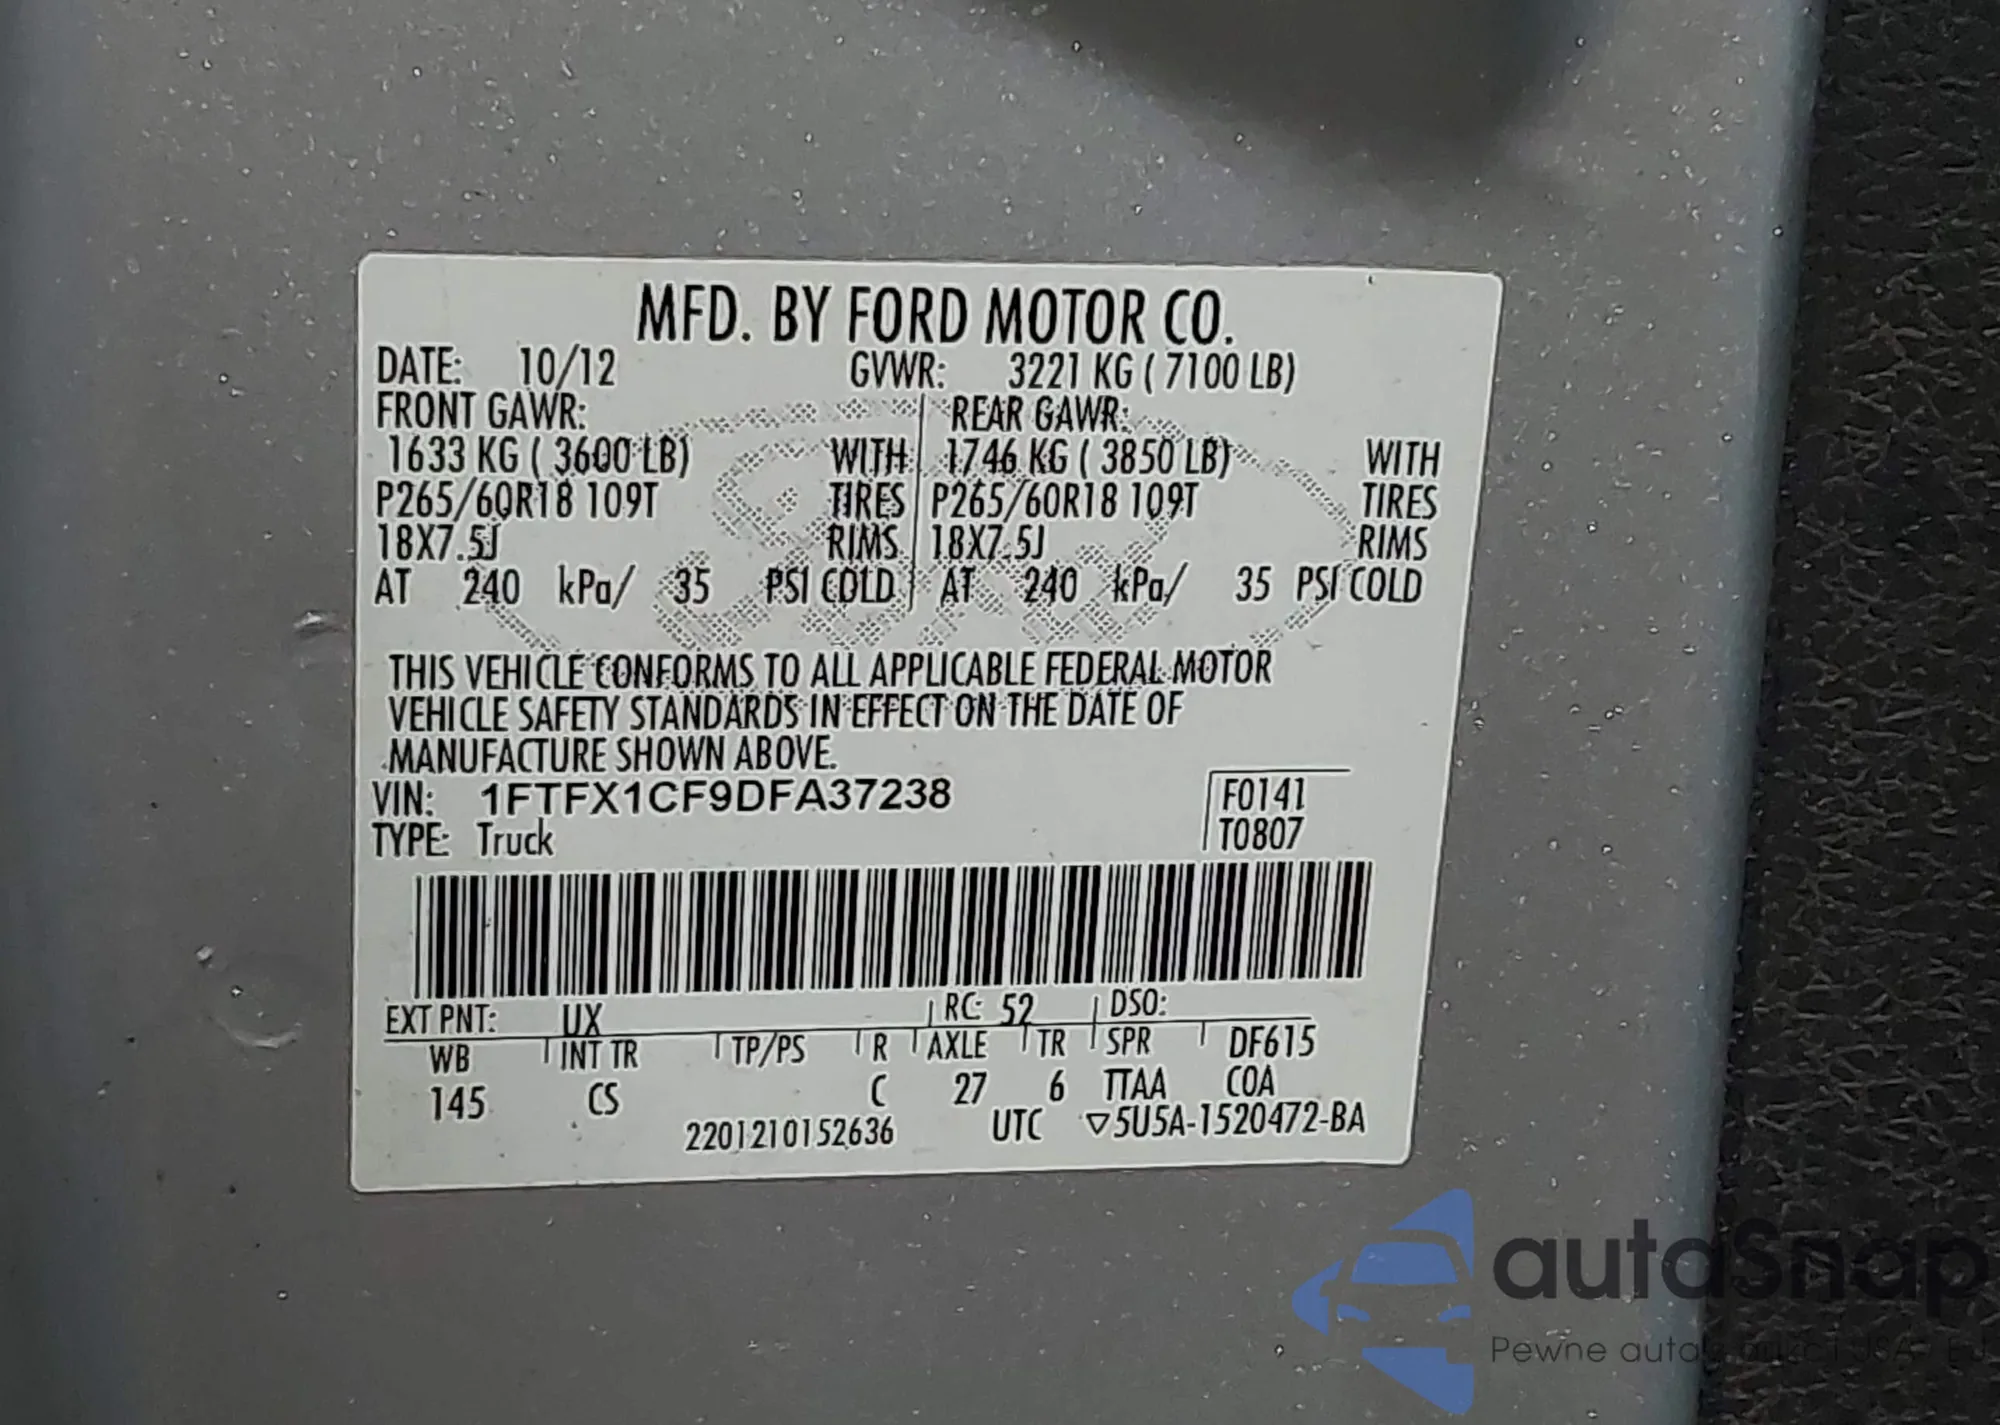 MFD. BY FORD MOTOR CO.
DATE: 10/12 GVWR: 3221 KG ( 7100 LB)
FRONT GAWR: REAR GAWR:
1633 KG ( 3600 LB) WITH 1746 KG ( 3850 LB) WITH
P265/60R18 109T TIRES P265/60R18 109T TIRES
18X7.5J RIMS 18X7.5J RIMS
AT 240 kPa/ 35 PSI COLD AT 240 kPa/ 35 PSI COLD
THIS VEHICLE CONFORMS TO ALL APPLICABLE FEDERAL MOTOR
VEHICLE SAFETY STANDARDS IN EFFECT ON THE DATE OF
MANUFACTURE SHOWN ABOVE.
VIN: 1FTFX1CF9DFA37238 F0141
TYPE: Truck T0807
EXT PNT: UX RC: 52 DSO:
WB INT TR TP/PS R AXLE TR SPR DF615
145 CS C 27 6 TTAA COA
2201210152636 UTC ▽5U5A-1520472-BA
autaSnap
Pewne auta USA EU